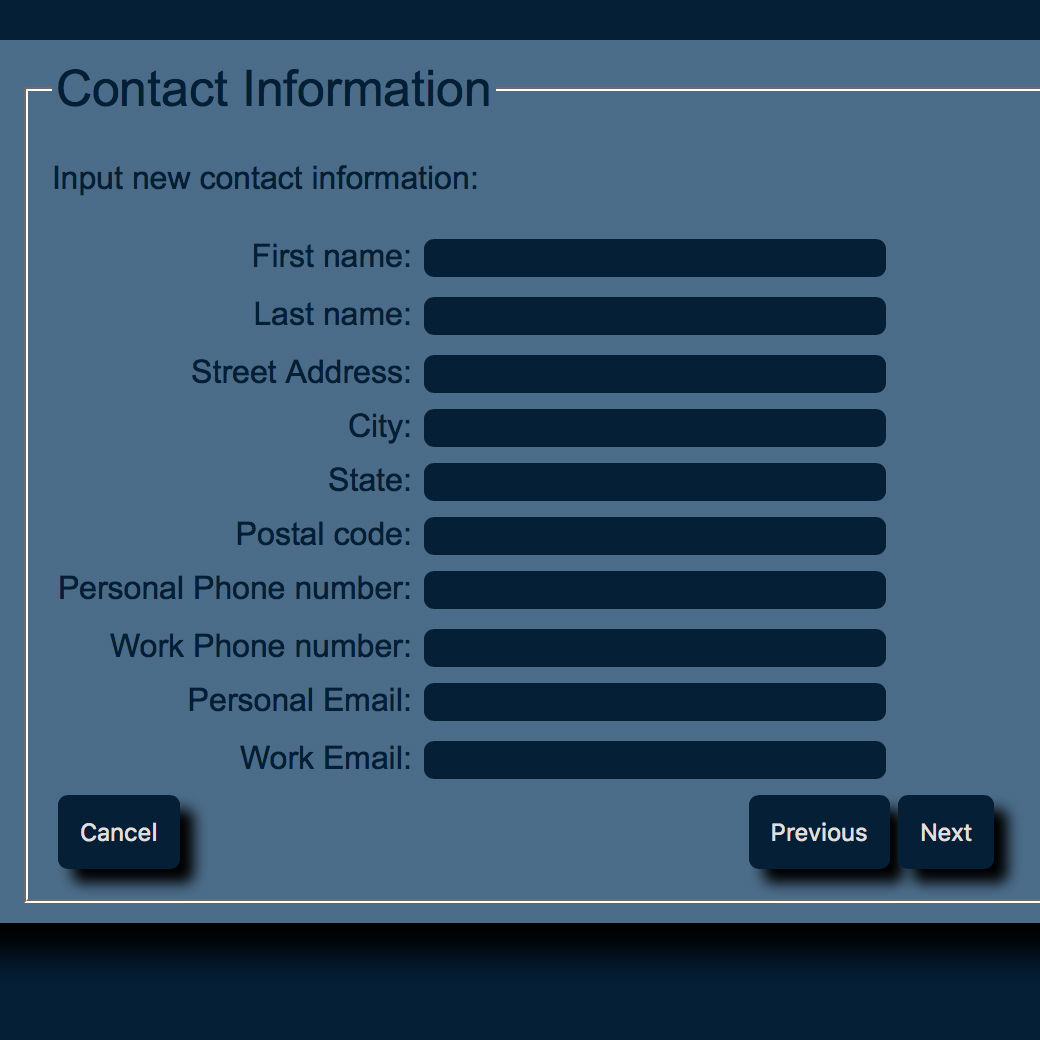 Contact Information
Input new contact information:
First name:
Last name:
Street Address:
City:
State:
Postal code:
Personal Phone number:
Work Phone number:
Personal Email:
Work Email:
Cancel Previous Next